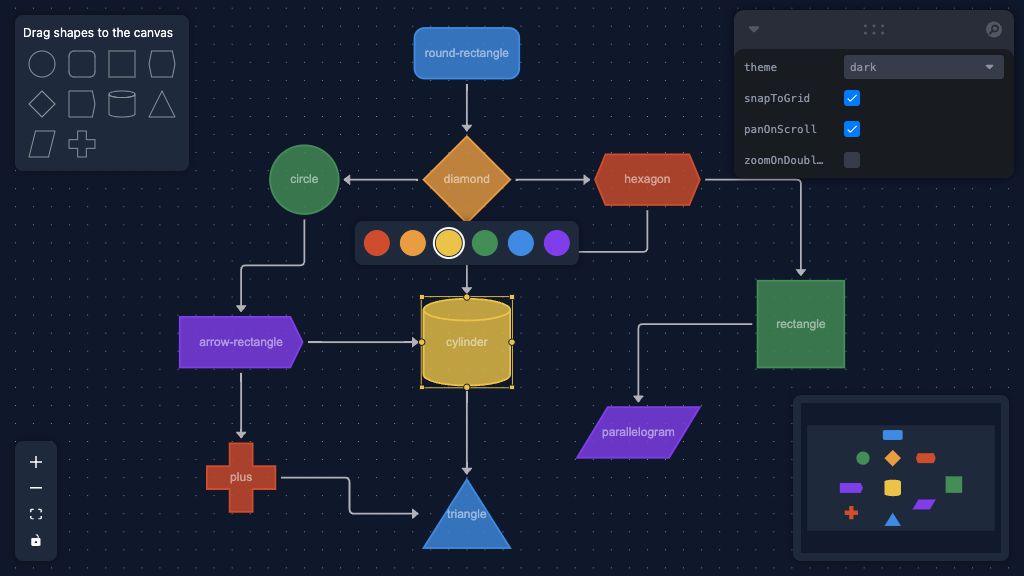 Drag shapes to the canvas
round-rectangle
theme
dark
snapToGrid
panOnScroll
zoomOnDoubl…
circle
diamond
hexagon
rectangle
arrow-rectangle
cylinder
parallelogram
plus
triangle